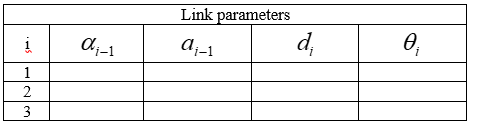 Link parameters
i α_{i−1} a_{i−1} d_i θ_i
1
2
3